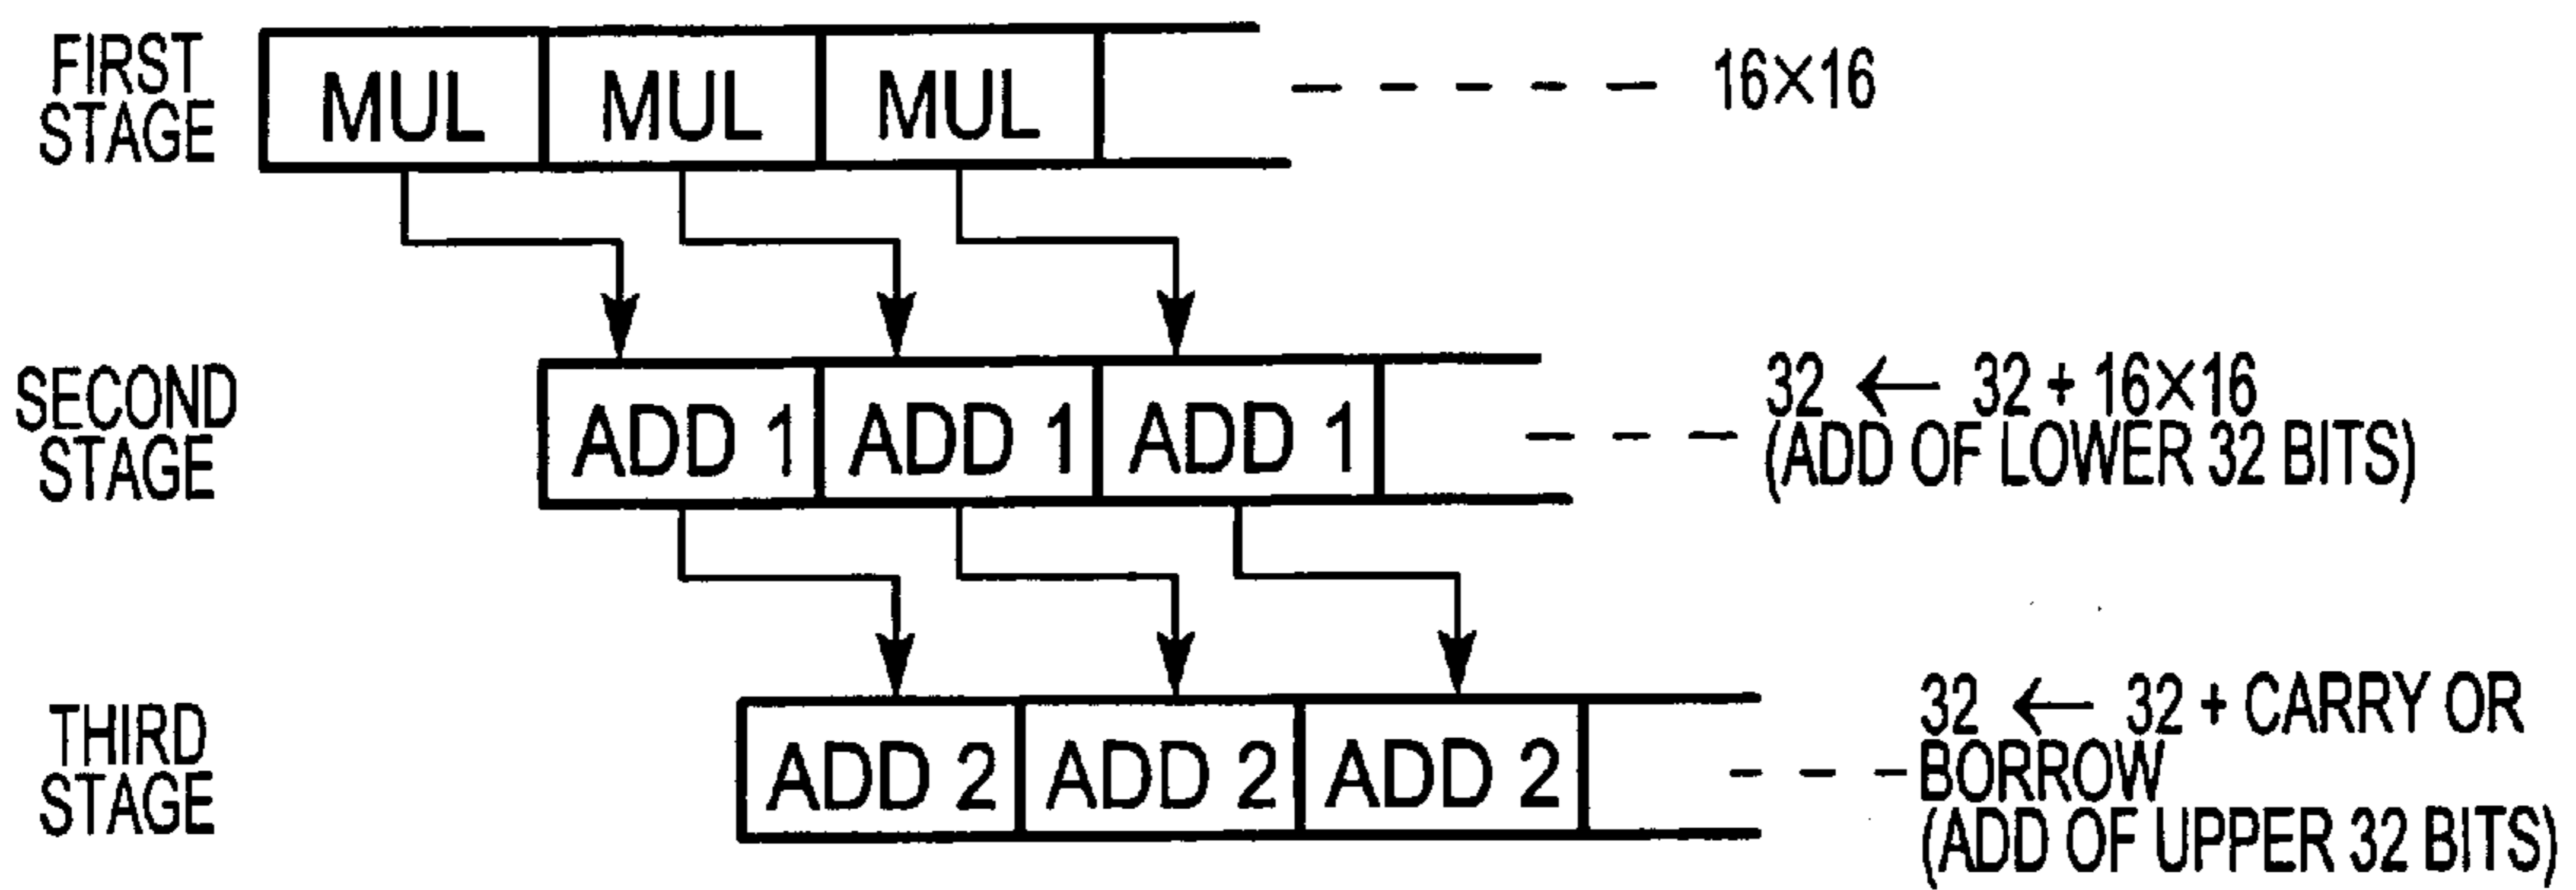 FIRST
STAGE
MUL MUL MUL
16×16
SECOND
STAGE
ADD 1 ADD 1 ADD 1
32 ← 32 + 16×16
(ADD OF LOWER 32 BITS)
THIRD
STAGE
ADD 2 ADD 2 ADD 2
32 ← 32 + CARRY OR
BORROW
(ADD OF UPPER 32 BITS)